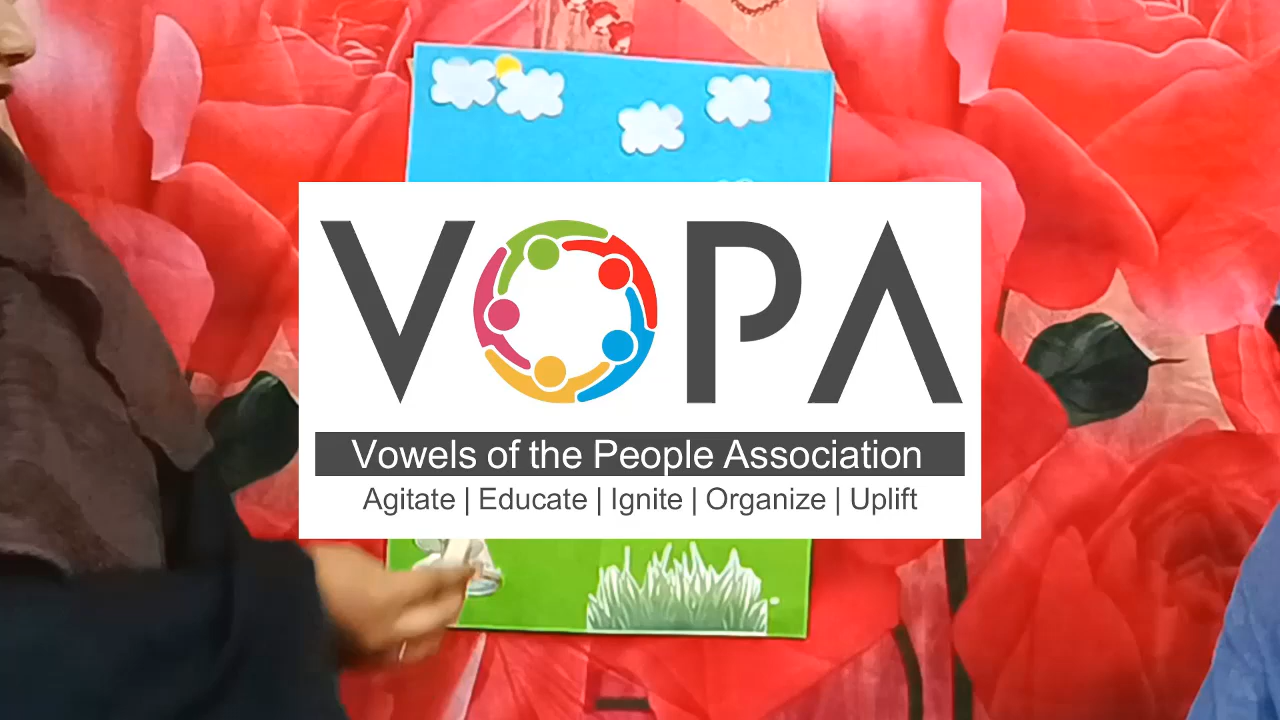 VOPA
Vowels of the People Association
Agitate | Educate | Ignite | Organize | Uplift